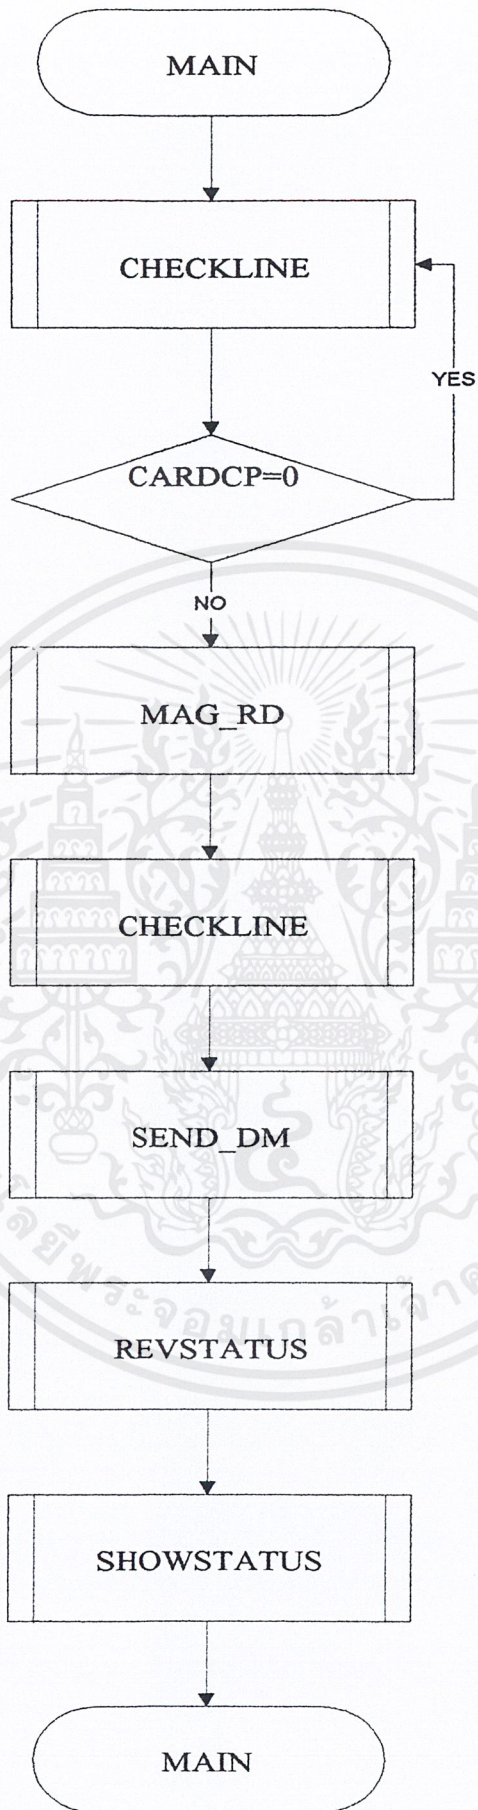 MAIN
CHECKLINE
YES
CARDCP=0
NO
MAG_RD
CHECKLINE
SEND_DM
REVSTATUS
SHOWSTATUS
MAIN